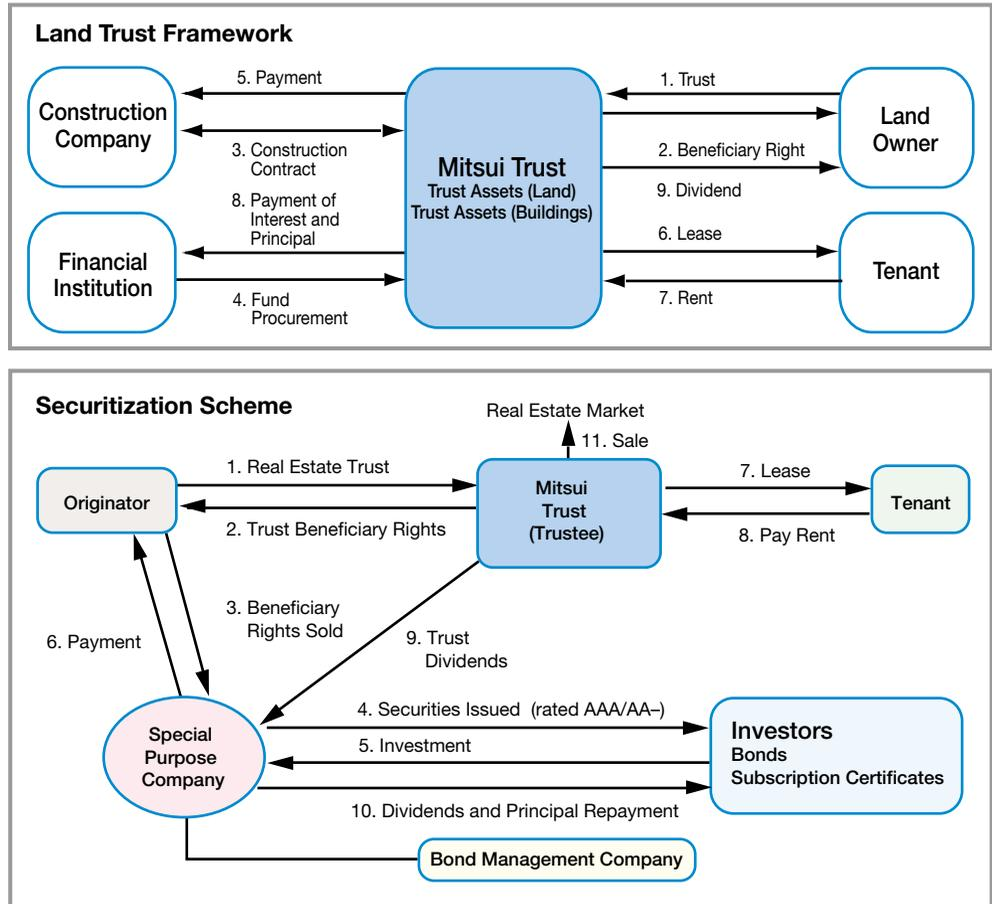 Land Trust Framework
5. Payment
1. Trust
Construction
Company
Land
Owner
3. Construction
Contract
Mitsui Trust
Trust Assets (Land)
Trust Assets (Buildings)
2. Beneficiary Right
9. Dividend
8. Payment of
Interest and
Principal
6. Lease
Financial
Institution
Tenant
4. Fund
Procurement
7. Rent
Securitization Scheme
Real Estate Market
11. Sale
1. Real Estate Trust
7. Lease
Originator
Mitsui
Trust
(Trustee)
Tenant
2. Trust Beneficiary Rights
8. Pay Rent
3. Beneficiary
Rights Sold
6. Payment
9. Trust
Dividends
4. Securities Issued (rated AAA/AA–)
Special
Purpose
Company
5. Investment
Investors
Bonds
Subscription Certificates
10. Dividends and Principal Repayment
Bond Management Company